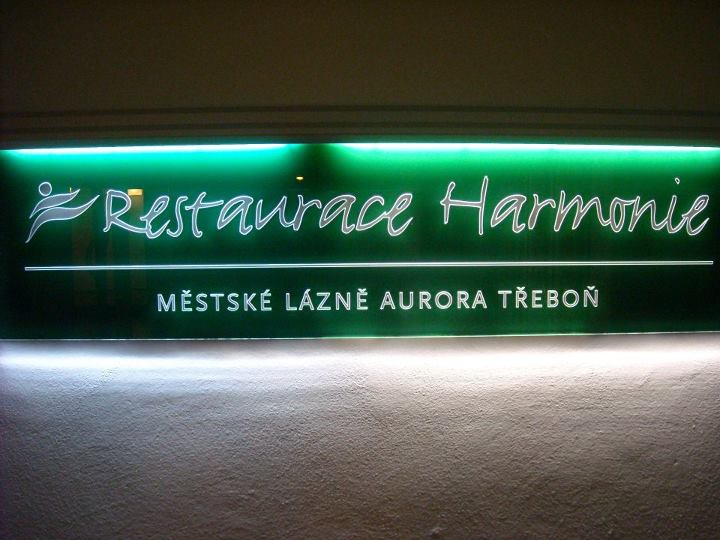 Restaurace Harmonie
MĚSTSKÉ LÁZNĚ AURORA TŘEBOŇ